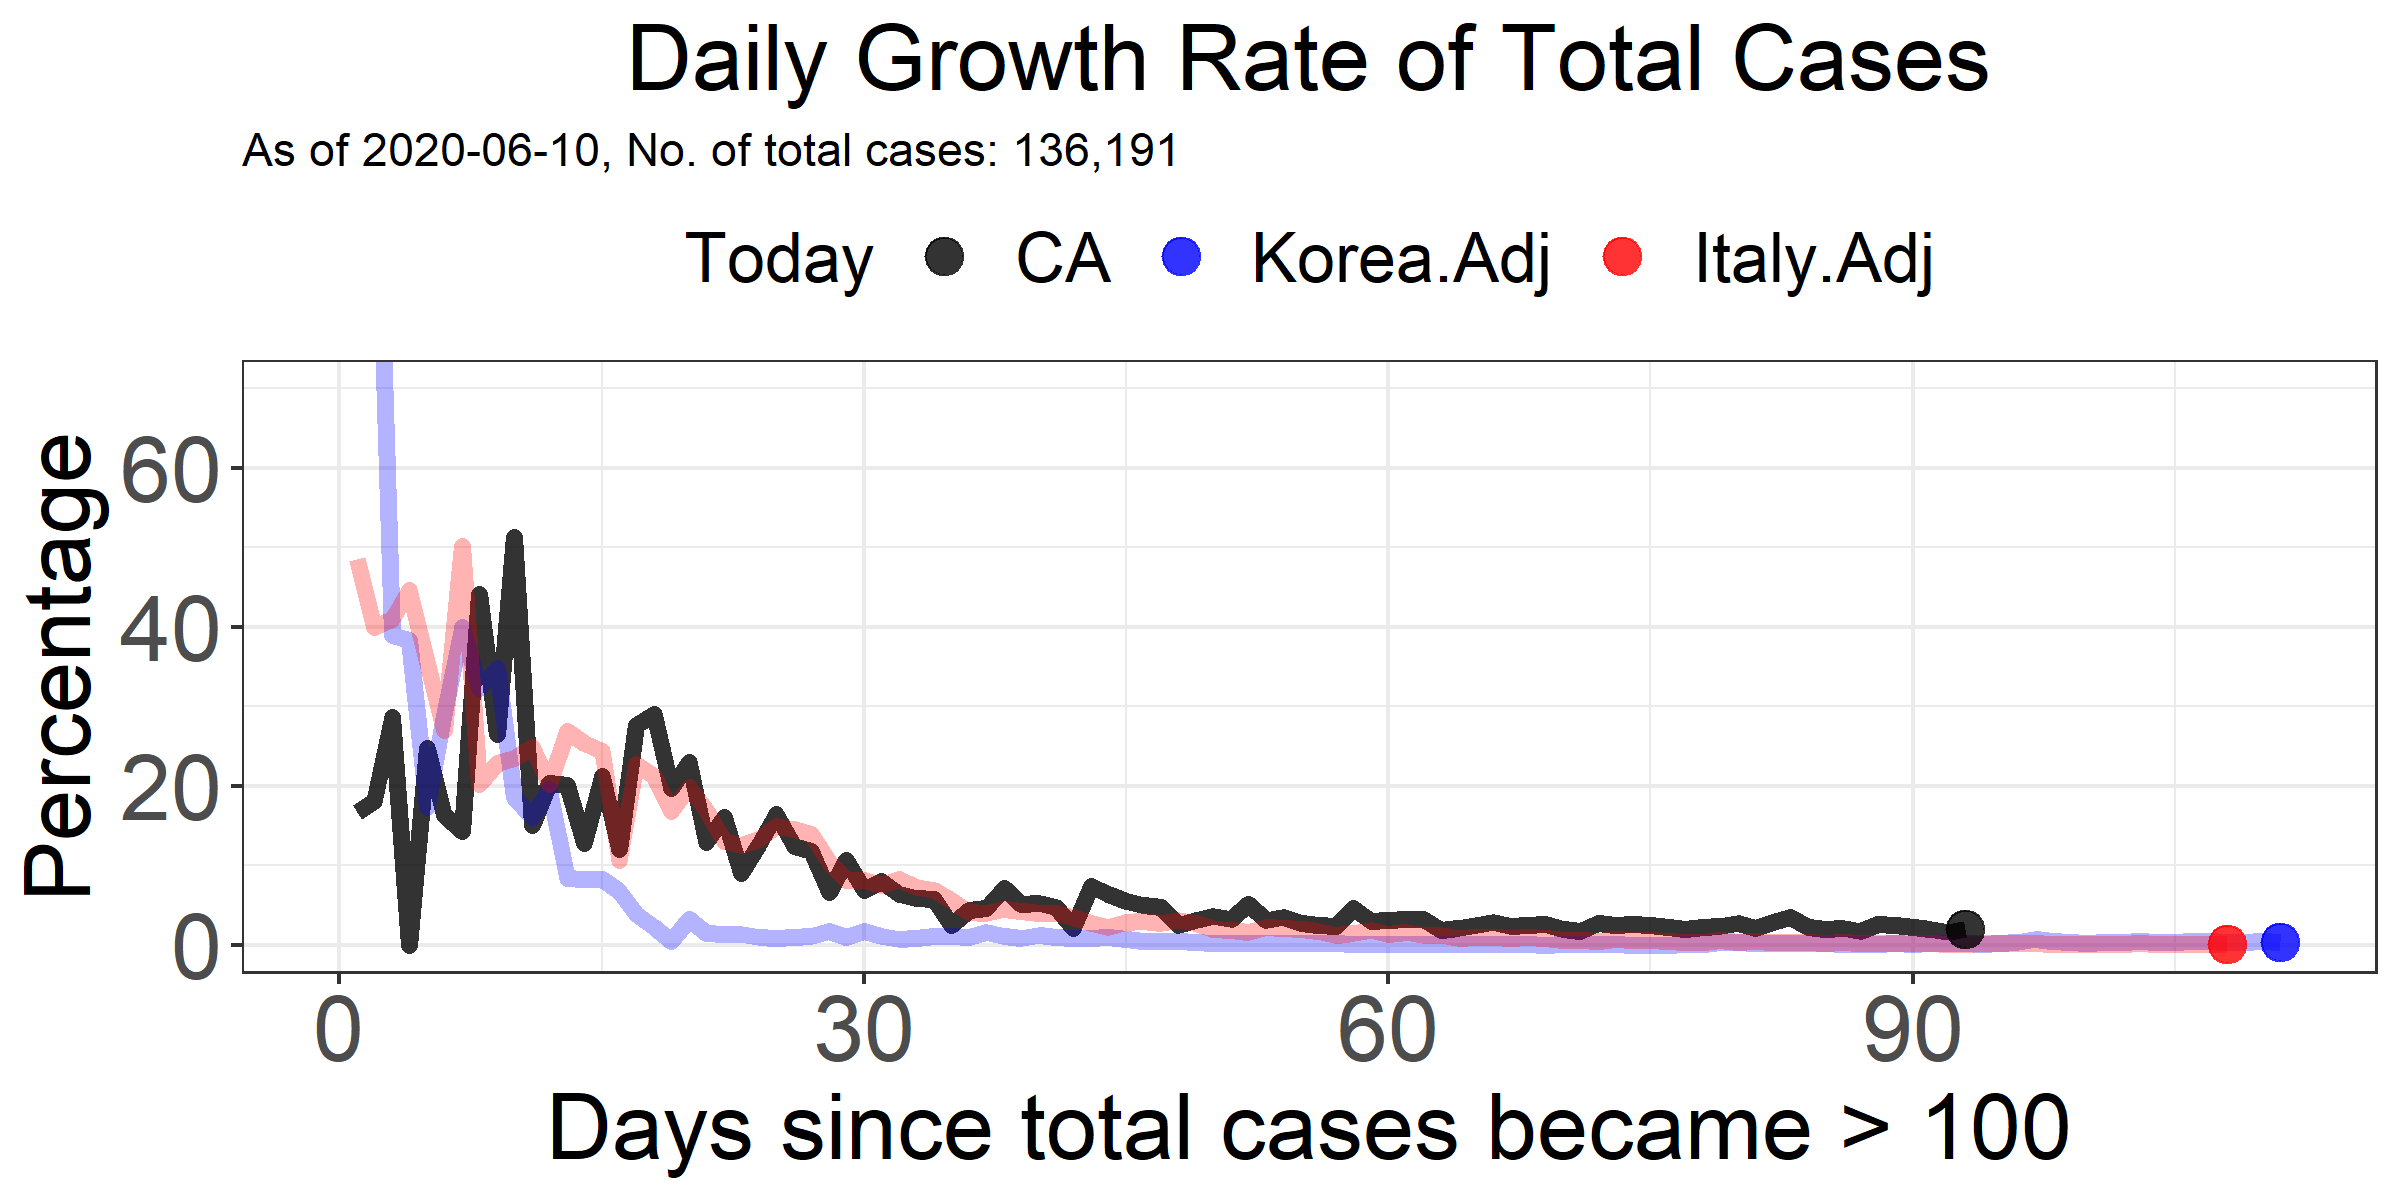 Daily Growth Rate of Total Cases
As of 2020-06-10, No. of total cases: 136,191
Today CA Korea.Adj Italy.Adj
Percentage
60
40
20
0
0 30 60 90
Days since total cases became > 100